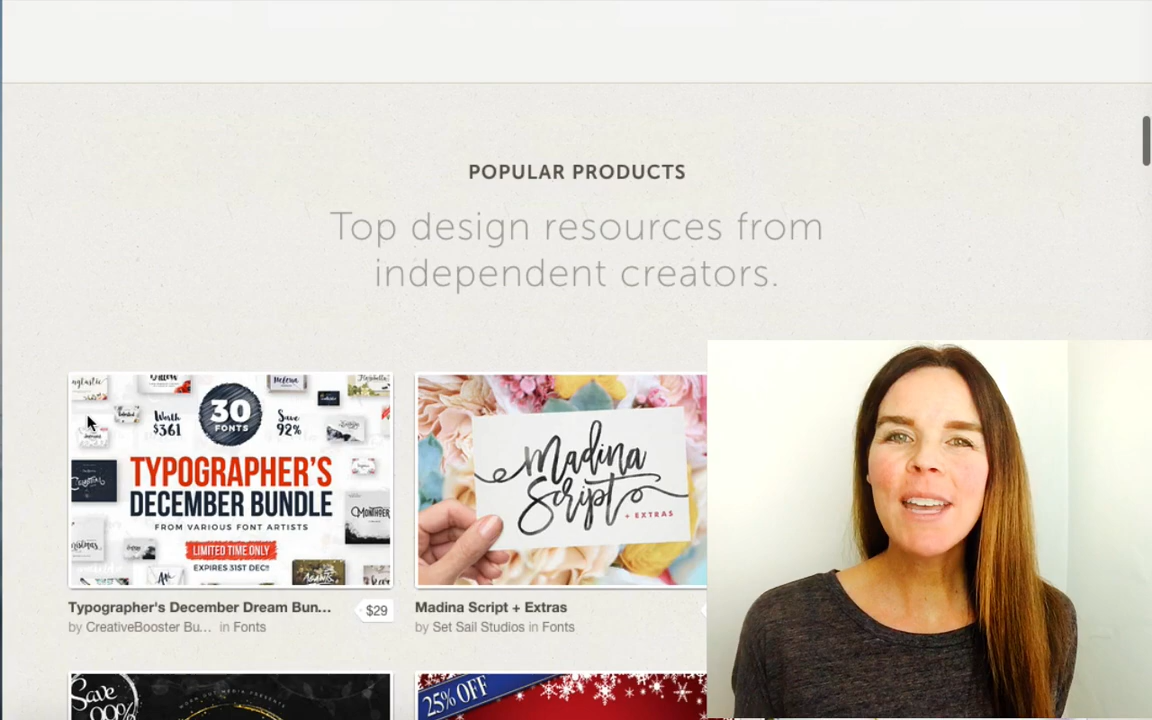 POPULAR PRODUCTS
Top design resources from
independent creators.
30
FONTS
Worth
$361
Save
92%
TYPOGRAPHER'S
DECEMBER BUNDLE
FROM VARIOUS FONT ARTISTS
LIMITED TIME ONLY
EXPIRES 31ST DEC
Madina
Script
+ EXTRAS
Typographer's December Dream Bun...
$29
by CreativeBooster Bu... in Fonts
Madina Script + Extras
by Set Sail Studios in Fonts
Save
25% OFF